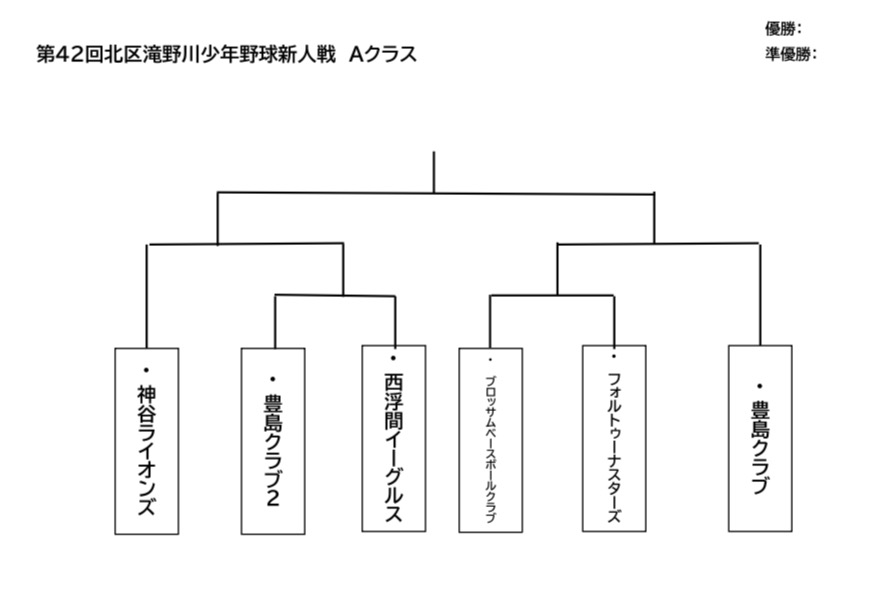 優勝：
第42回北区滝野川少年野球新人戦　Aクラス
準優勝：
・神谷ライオンズ
・豊島クラブ２
・西浮間イーグルス
・ブロッサムベースボールクラブ
・フォルトゥーナスターズ
・豊島クラブ